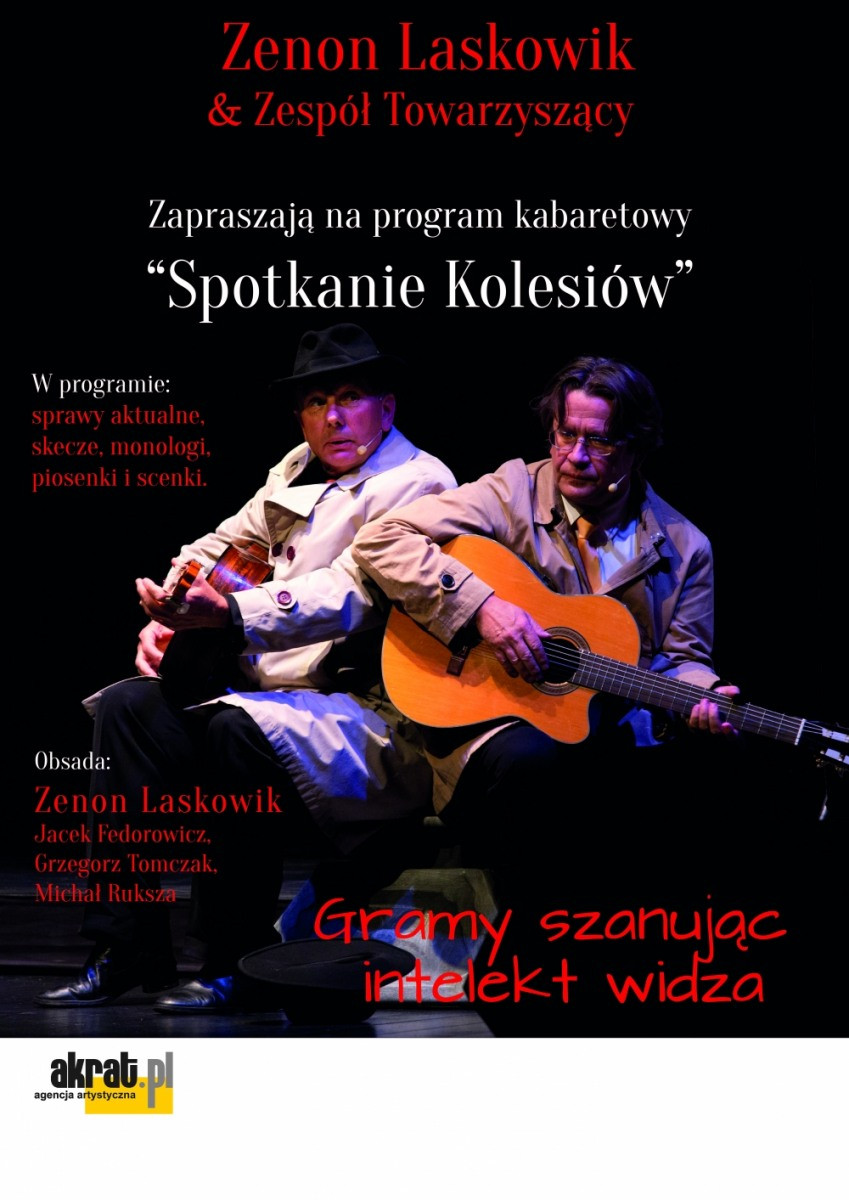 Zenon Laskowik
& Zespół Towarzyszący
Zapraszają na program kabaretowy
“Spotkanie Kolesiów”
W programie:
sprawy aktualne,
skecze, monologi,
piosenki i scenki.
Obsada:
Zenon Laskowik
Jacek Fedorowicz,
Grzegorz Tomczak,
Michał Ruksza
Gramy szanując
intelekt widza
akrat.pl
agencja artystyczna